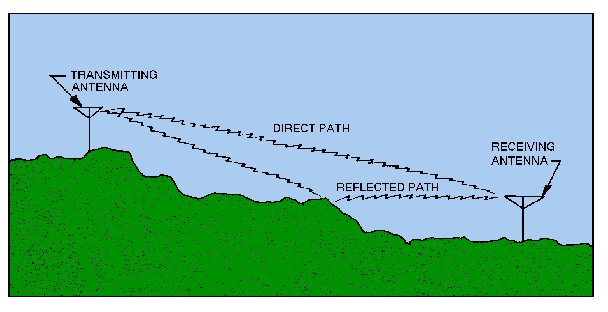 TRANSMITTING
ANTENNA
DIRECT PATH
RECEIVING
ANTENNA
REFLECTED PATH